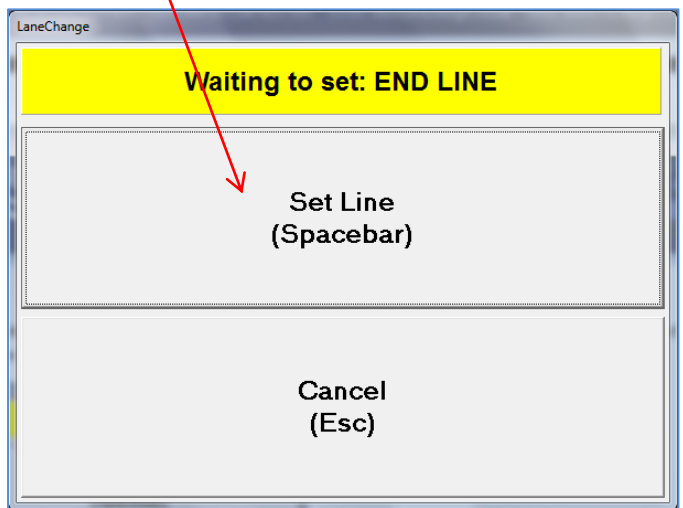 LaneChange
Waiting to set: END LINE
Set Line
(Spacebar)
Cancel
(Esc)